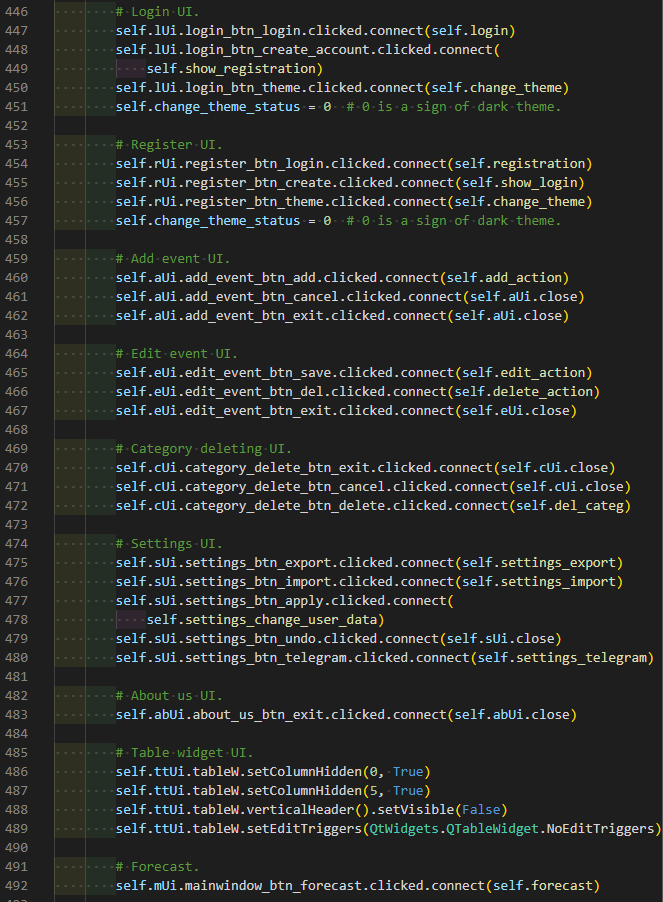 446 # Login UI.
447 self.lUi.login_btn_login.clicked.connect(self.login)
448 self.lUi.login_btn_create_account.clicked.connect(
449 self.show_registration)
450 self.lUi.login_btn_theme.clicked.connect(self.change_theme)
451 self.change_theme_status = 0 # 0 is a sign of dark theme.
452
453 # Register UI.
454 self.rUi.register_btn_login.clicked.connect(self.registration)
455 self.rUi.register_btn_create.clicked.connect(self.show_login)
456 self.rUi.register_btn_theme.clicked.connect(self.change_theme)
457 self.change_theme_status = 0 # 0 is a sign of dark theme.
458
459 # Add event UI.
460 self.aUi.add_event_btn_add.clicked.connect(self.add_action)
461 self.aUi.add_event_btn_cancel.clicked.connect(self.aUi.close)
462 self.aUi.add_event_btn_exit.clicked.connect(self.aUi.close)
463
464 # Edit event UI.
465 self.eUi.edit_event_btn_save.clicked.connect(self.edit_action)
466 self.eUi.edit_event_btn_del.clicked.connect(self.delete_action)
467 self.eUi.edit_event_btn_exit.clicked.connect(self.eUi.close)
468
469 # Category deleting UI.
470 self.cUi.category_delete_btn_exit.clicked.connect(self.cUi.close)
471 self.cUi.category_delete_btn_cancel.clicked.connect(self.cUi.close)
472 self.cUi.category_delete_btn_delete.clicked.connect(self.del_categ)
473
474 # Settings UI.
475 self.sUi.settings_btn_export.clicked.connect(self.settings_export)
476 self.sUi.settings_btn_import.clicked.connect(self.settings_import)
477 self.sUi.settings_btn_apply.clicked.connect(
478 self.settings_change_user_data)
479 self.sUi.settings_btn_undo.clicked.connect(self.sUi.close)
480 self.sUi.settings_btn_telegram.clicked.connect(self.settings_telegram)
481
482 # About us UI.
483 self.abUi.about_us_btn_exit.clicked.connect(self.abUi.close)
484
485 # Table widget UI.
486 self.ttUi.tableW.setColumnHidden(0, True)
487 self.ttUi.tableW.setColumnHidden(5, True)
488 self.ttUi.tableW.verticalHeader().setVisible(False)
489 self.ttUi.tableW.setEditTriggers(QtWidgets.QTableWidget.NoEditTriggers)
490
491 # Forecast.
492 self.mUi.mainwindow_btn_forecast.clicked.connect(self.forecast)